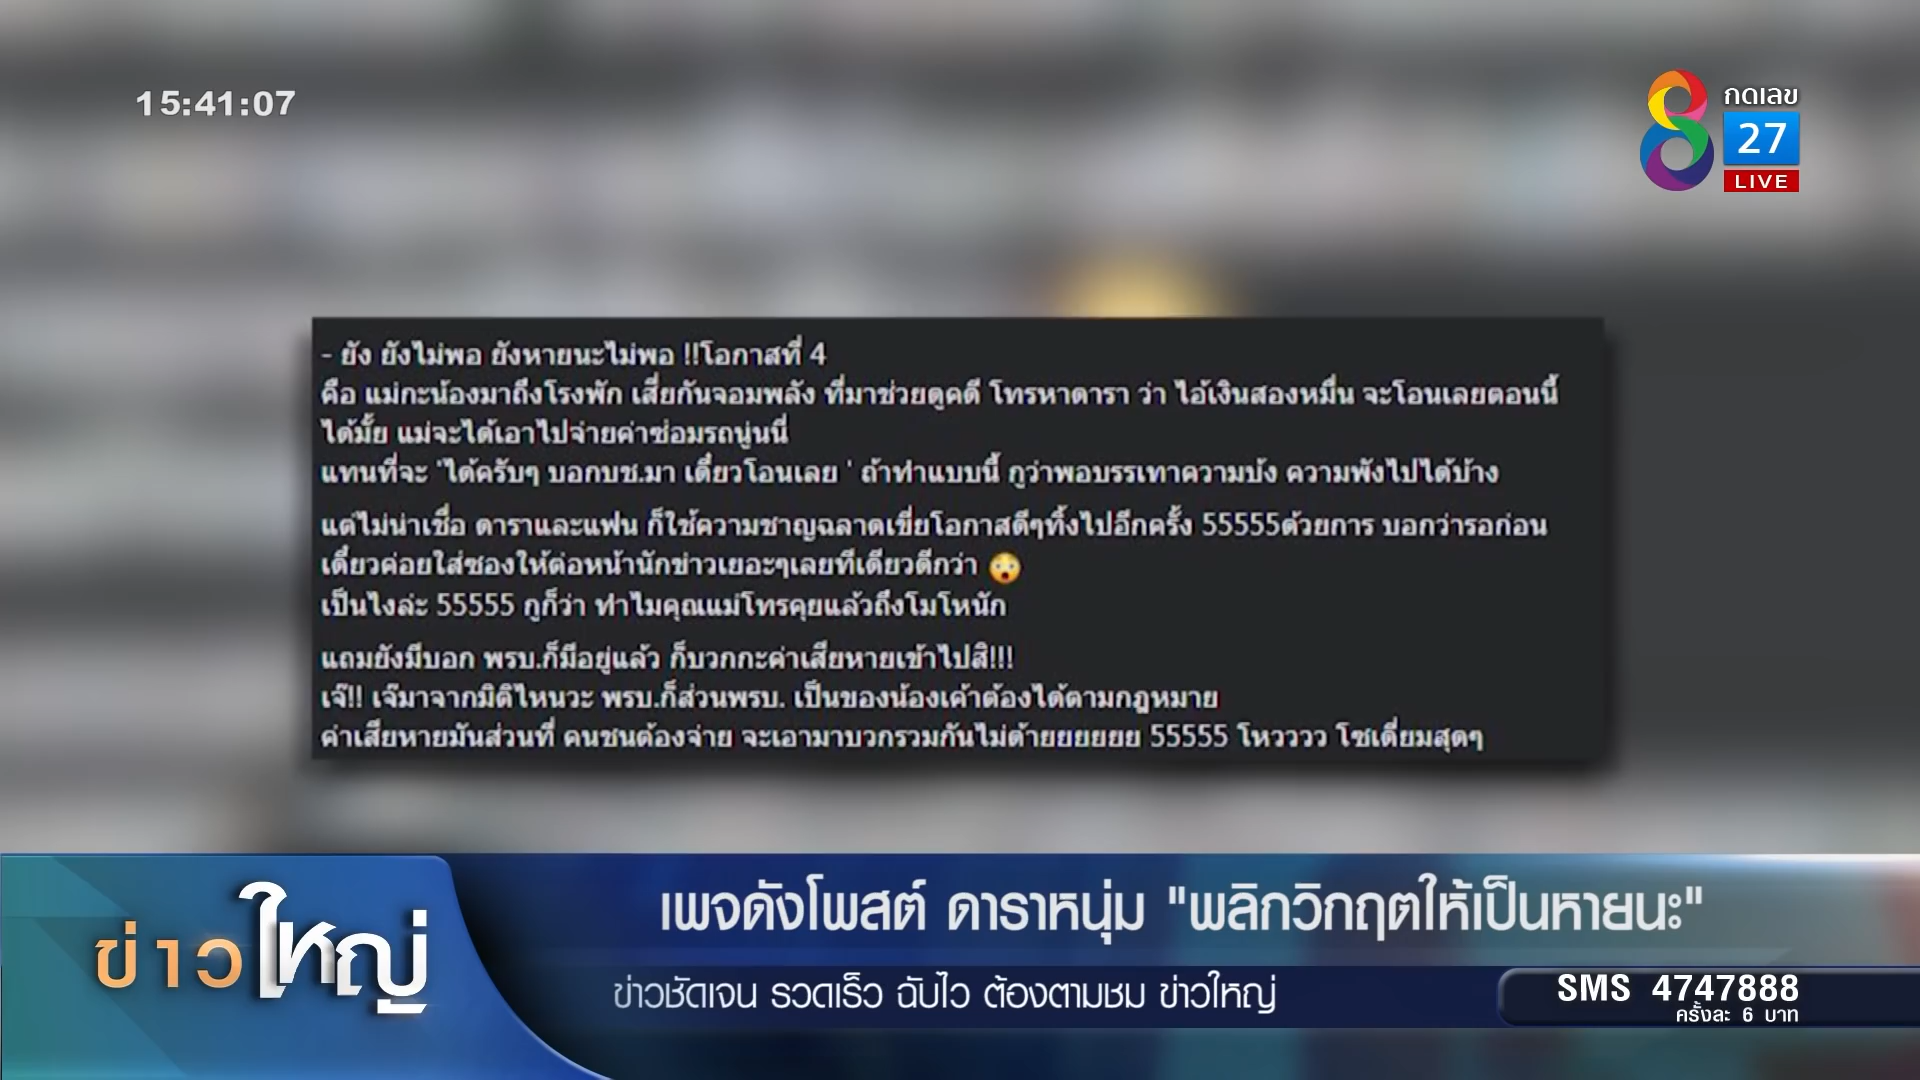 15:41:07
กดเลข
27
LIVE
- ยัง ยังไม่พอ ยังหายนะไม่พอ !!โอกาสที่ 4
คือ แม่กะน้องมาถึงโรงพัก เสี่ยกันจอมพลัง ที่มาช่วยดูคดี โทรหาดารา ว่า ไอ้เงินสองหมื่น จะโอนเลยตอนนี้
ได้มั้ย แม่จะได้เอาไปจ่ายค่าซ่อมรถนู่นนี่
แทนที่จะ 'ได้ครับๆ บอกบช.มา เดี๋ยวโอนเลย ' ถ้าทำแบบนี้ กูว่าพอบรรเทาความบ้ง ความพังไปได้บ้าง
แต่ไม่น่าเชื่อ ดาราและแฟน ก็ใช้ความชาญฉลาดเขี่ยโอกาสดีๆทิ้งไปอีกครั้ง 55555ด้วยการ บอกว่ารอก่อน
เดี๋ยวค่อยใส่ซองให้ต่อหน้านักข่าวเยอะๆเลยทีเดียวดีกว่า 😲
เป็นไงล่ะ 55555 กูก็ว่า ทำไมคุณแม่โทรคุยแล้วถึงโมโหนัก
แถมยังมีบอก พรบ.ก็มีอยู่แล้ว ก็บวกกะค่าเสียหายเข้าไปสิ!!!
เจ๊!! เจ๊มาจากมิติไหนวะ พรบ.ก็ส่วนพรบ. เป็นของน้องเค้าต้องได้ตามกฎหมาย
ค่าเสียหายมันส่วนที่ คนชนต้องจ่าย จะเอามาบวกรวมกันไม่ด้ายยยยยย 55555 โหวววว โชเดี่ยมสุดๆ
ข่าวใหญ่
เพจดังโพสต์ ดาราหนุ่ม "พลิกวิกฤตให้เป็นหายนะ"
ข่าวชัดเจน รวดเร็ว ฉับไว ต้องตามชม ข่าวใหญ่
SMS 4747888
ครั้งละ 6 บาท